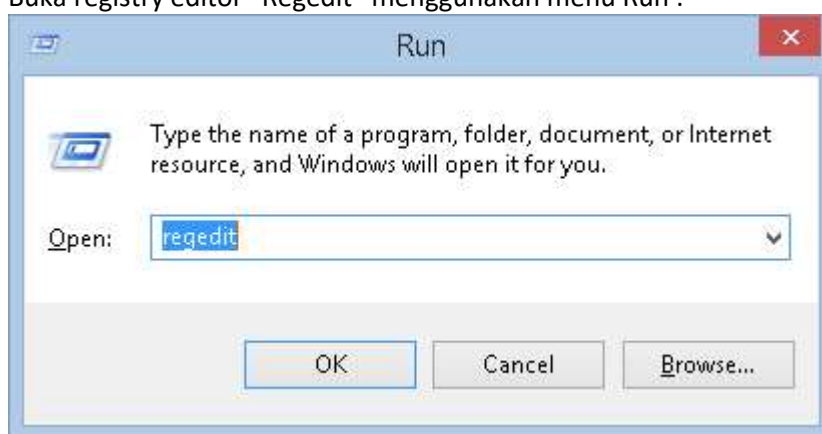 Buka registry editor "Regedit" menggunakan menu Run :
Run
Type the name of a program, folder, document, or Internet
resource, and Windows will open it for you.
Open:
regedit
OK
Cancel
Browse...